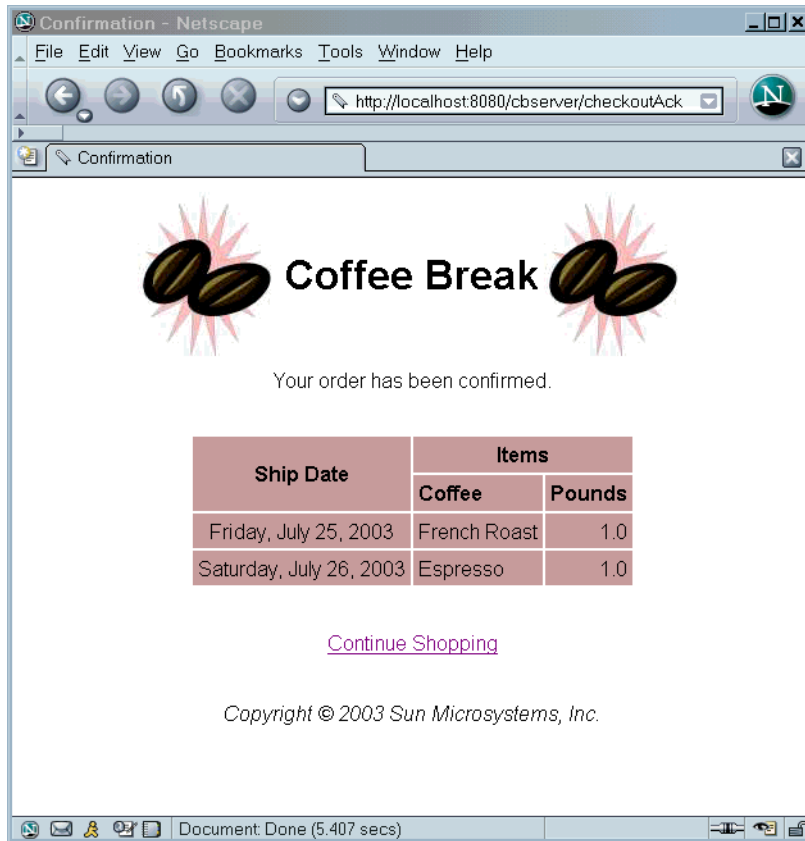 Confirmation - Netscape
File Edit View Go Bookmarks Tools Window Help
http://localhost:8080/cbserver/checkoutAck
N
Confirmation
Coffee Break
Your order has been confirmed.
Ship Date
Items
Coffee Pounds
Friday, July 25, 2003 French Roast 1.0
Saturday, July 26, 2003 Espresso 1.0
Continue Shopping
Copyright © 2003 Sun Microsystems, Inc.
Document: Done (5.407 secs)